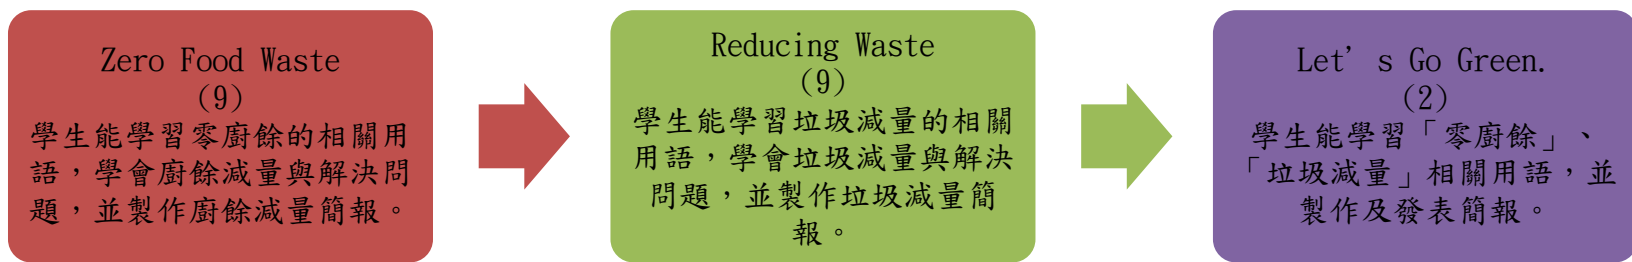 Zero Food Waste
(9)
學生能學習零廚餘的相關用
語，學會廚餘減量與解決問
題，並製作廚餘減量簡報。
Reducing Waste
(9)
學生能學習垃圾減量的相關
用語，學會垃圾減量與解決
問題，並製作垃圾減量簡
報。
Let’s Go Green.
(2)
學生能學習「零廚餘」、
「垃圾減量」相關用語，並
製作及發表簡報。